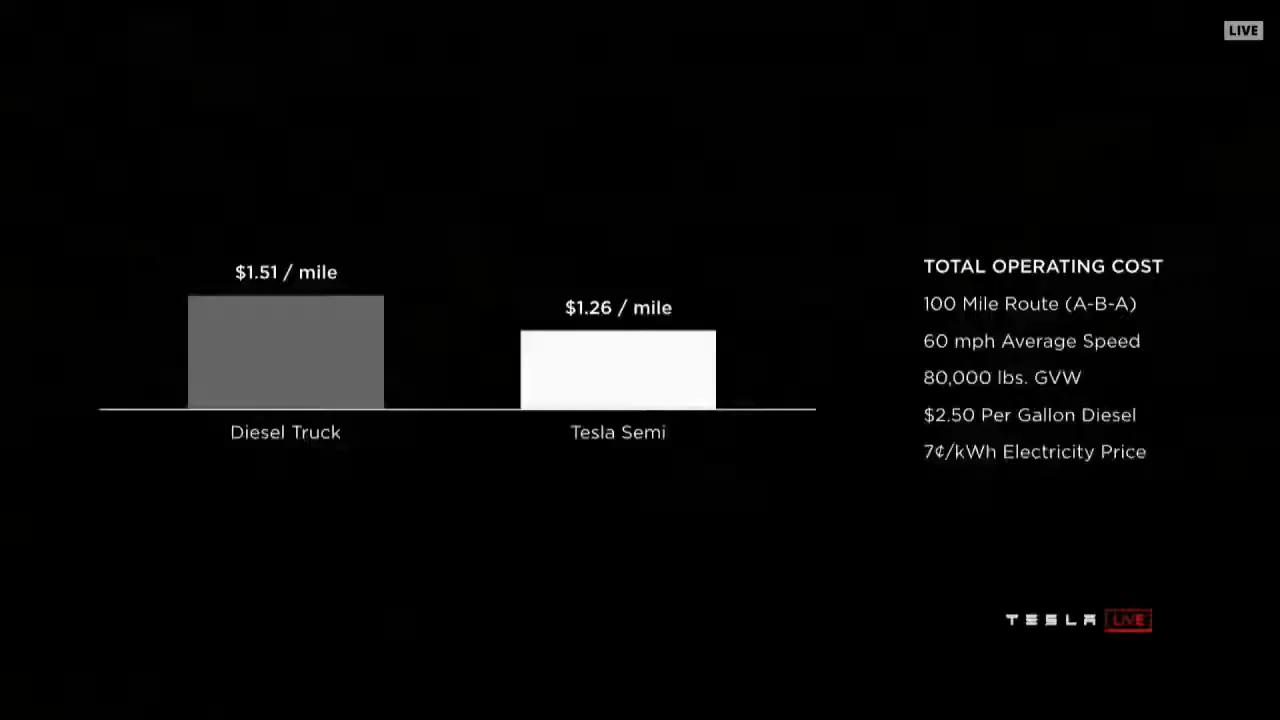 LIVE
$1.51 / mile
$1.26 / mile
Diesel Truck
Tesla Semi
TOTAL OPERATING COST
100 Mile Route (A-B-A)
60 mph Average Speed
80,000 lbs. GVW
$2.50 Per Gallon Diesel
7¢/kWh Electricity Price
TESLA LIVE